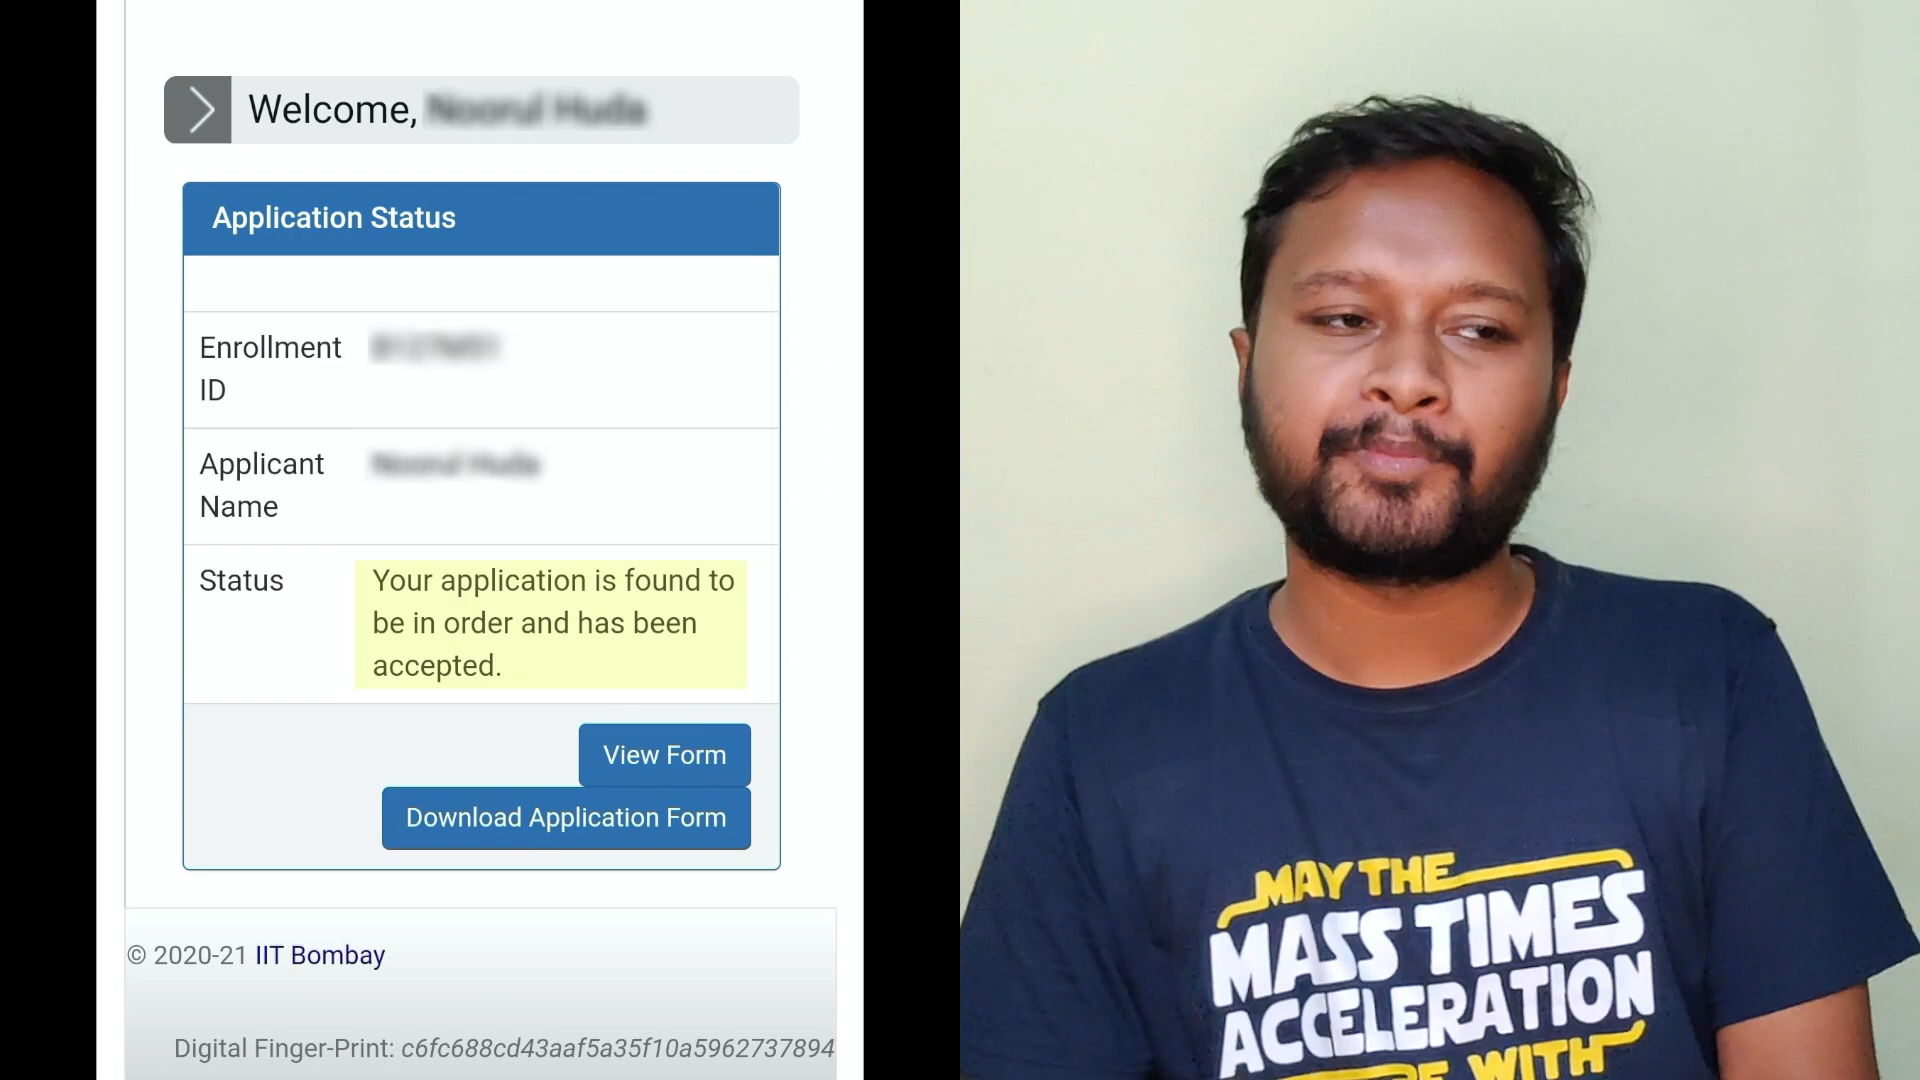 Welcome,
Application Status
Enrollment
ID
Applicant
Name
Status
Your application is found to
be in order and has been
accepted.
View Form
Download Application Form
© 2020-21 IIT Bombay
Digital Finger-Print: c6fc688cd43aaf5a35f10a5962737894
MAY THE
MASS TIMES
ACCELERATION
BE WITH